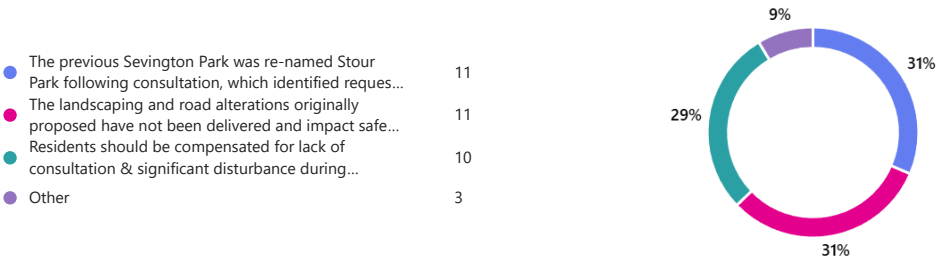 The previous Sevington Park was re-named Stour
Park following consultation, which identified reques...
11
The landscaping and road alterations originally
proposed have not been delivered and impact safe...
11
Residents should be compensated for lack of
consultation & significant disturbance during...
10
Other
3
9%
31%
29%
31%